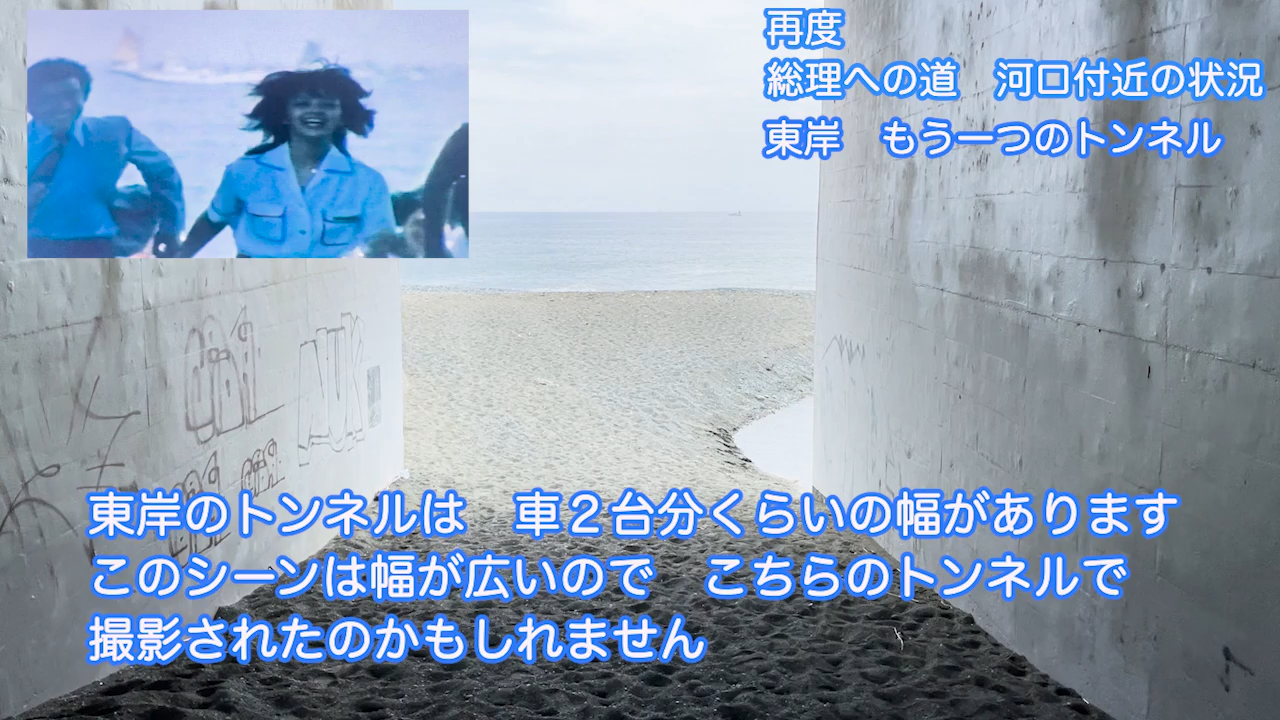 再度
総理への道　河口付近の状況
東岸　もう一つのトンネル
東岸のトンネルは　車２台分くらいの幅があります
このシーンは幅が広いので　こちらのトンネルで
撮影されたのかもしれません